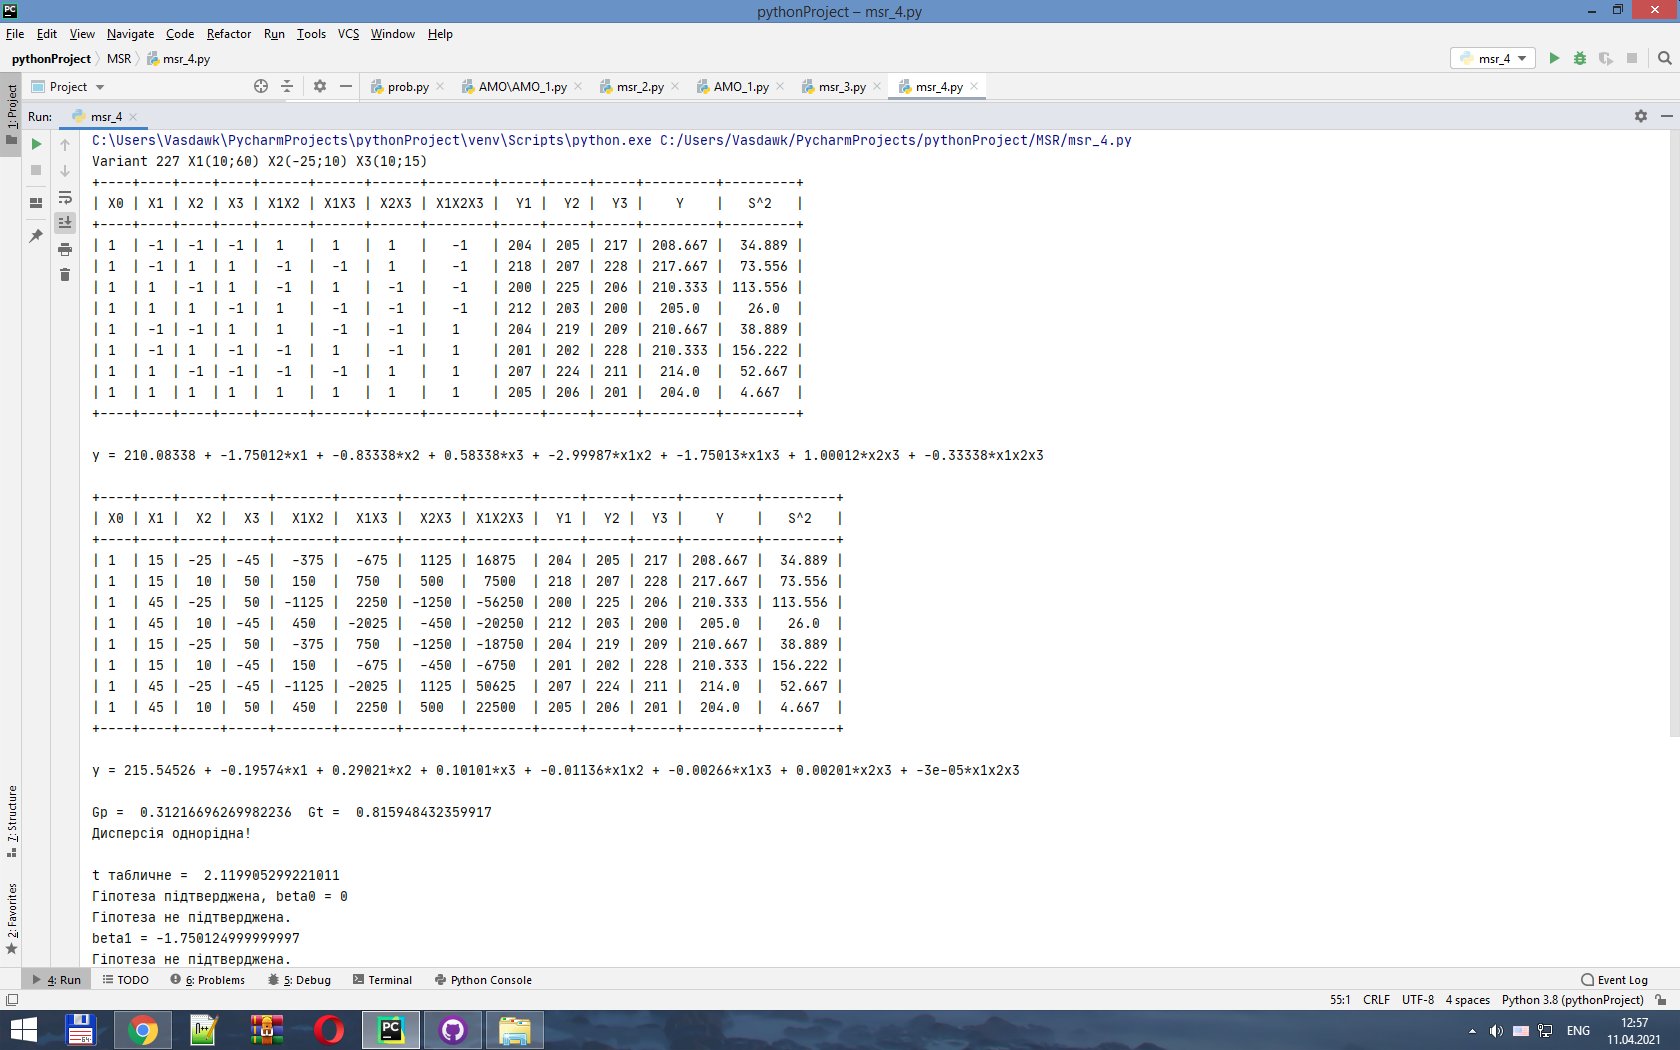 pythonProject – msr_4.py
File Edit View Navigate Code Refactor Run Tools VCS Window Help
pythonProject MSR msr_4.py
msr_4
1: Project
Project
prob.py AMO\AMO_1.py msr_2.py AMO_1.py msr_3.py msr_4.py
Run: msr_4
C:\Users\Vasdawk\PycharmProjects\pythonProject\venv\Scripts\python.exe C:/Users/Vasdawk/PycharmProjects/pythonProject/MSR/msr_4.py
Variant 227 X1(10;60) X2(-25;10) X3(10;15)
+----+----+----+----+-------+-------+-------+--------+-----+-----+-----+---------+---------+
| X0 | X1 | X2 | X3 | X1X2 | X1X3 | X2X3 | X1X2X3 | Y1 | Y2 | Y3 | Y | S^2 |
+----+----+----+----+-------+-------+-------+--------+-----+-----+-----+---------+---------+
| 1 | -1 | -1 | -1 | 1 | 1 | 1 | -1 | 204 | 205 | 217 | 208.667 | 34.889 |
| 1 | -1 | 1 | 1 | -1 | -1 | 1 | -1 | 218 | 207 | 228 | 217.667 | 73.556 |
| 1 | 1 | -1 | 1 | -1 | 1 | -1 | -1 | 200 | 225 | 206 | 210.333 | 113.556 |
| 1 | 1 | 1 | -1 | 1 | -1 | -1 | -1 | 212 | 203 | 200 | 205.0 | 26.0 |
| 1 | -1 | -1 | 1 | 1 | -1 | -1 | 1 | 204 | 219 | 209 | 210.667 | 38.889 |
| 1 | -1 | 1 | -1 | -1 | 1 | -1 | 1 | 201 | 202 | 228 | 210.333 | 156.222 |
| 1 | 1 | -1 | -1 | -1 | -1 | 1 | 1 | 207 | 224 | 211 | 214.0 | 52.667 |
| 1 | 1 | 1 | 1 | 1 | 1 | 1 | 1 | 205 | 206 | 201 | 204.0 | 4.667 |
+----+----+----+----+-------+-------+-------+--------+-----+-----+-----+---------+---------+
y = 210.08338 + -1.75012*x1 + -0.83338*x2 + 0.58338*x3 + -2.99987*x1x2 + -1.75013*x1x3 + 1.00012*x2x3 + -0.33338*x1x2x3
+----+----+-----+-----+-------+-------+-------+--------+-----+-----+-----+---------+---------+
| X0 | X1 | X2 | X3 | X1X2 | X1X3 | X2X3 | X1X2X3 | Y1 | Y2 | Y3 | Y | S^2 |
+----+----+-----+-----+-------+-------+-------+--------+-----+-----+-----+---------+---------+
| 1 | 15 | -25 | -45 | -375 | -675 | 1125 | 16875 | 204 | 205 | 217 | 208.667 | 34.889 |
| 1 | 15 | 10 | 50 | 150 | 750 | 500 | 7500 | 218 | 207 | 228 | 217.667 | 73.556 |
| 1 | 45 | -25 | 50 | -1125 | 2250 | -1250 | -56250 | 200 | 225 | 206 | 210.333 | 113.556 |
| 1 | 45 | 10 | -45 | 450 | -2025 | -450 | -20250 | 212 | 203 | 200 | 205.0 | 26.0 |
| 1 | 15 | -25 | 50 | -375 | 750 | -1250 | -18750 | 204 | 219 | 209 | 210.667 | 38.889 |
| 1 | 15 | 10 | -45 | 150 | -675 | -450 | -6750 | 201 | 202 | 228 | 210.333 | 156.222 |
| 1 | 45 | -25 | -45 | -1125 | -2025 | 1125 | 50625 | 207 | 224 | 211 | 214.0 | 52.667 |
| 1 | 45 | 10 | 50 | 450 | 2250 | 500 | 22500 | 205 | 206 | 201 | 204.0 | 4.667 |
+----+----+-----+-----+-------+-------+-------+--------+-----+-----+-----+---------+---------+
y = 215.54526 + -0.19574*x1 + 0.29021*x2 + 0.10101*x3 + -0.01136*x1x2 + -0.00266*x1x3 + 0.00201*x2x3 + -3e-05*x1x2x3
Gp = 0.31216696269982236 Gt = 0.815948432359917
Дисперсія однорідна!
t табличне = 2.119905299221011
Гіпотеза підтверджена, beta0 = 0
Гіпотеза не підтверджена.
beta1 = -1.750124999999997
Гіпотеза не підтверджена.
7: Structure
2: Favorites
4: Run TODO 6: Problems 5: Debug Terminal Python Console Event Log
55:1 CRLF UTF-8 4 spaces Python 3.8 (pythonProject)
ENG
12:57
11.04.2021